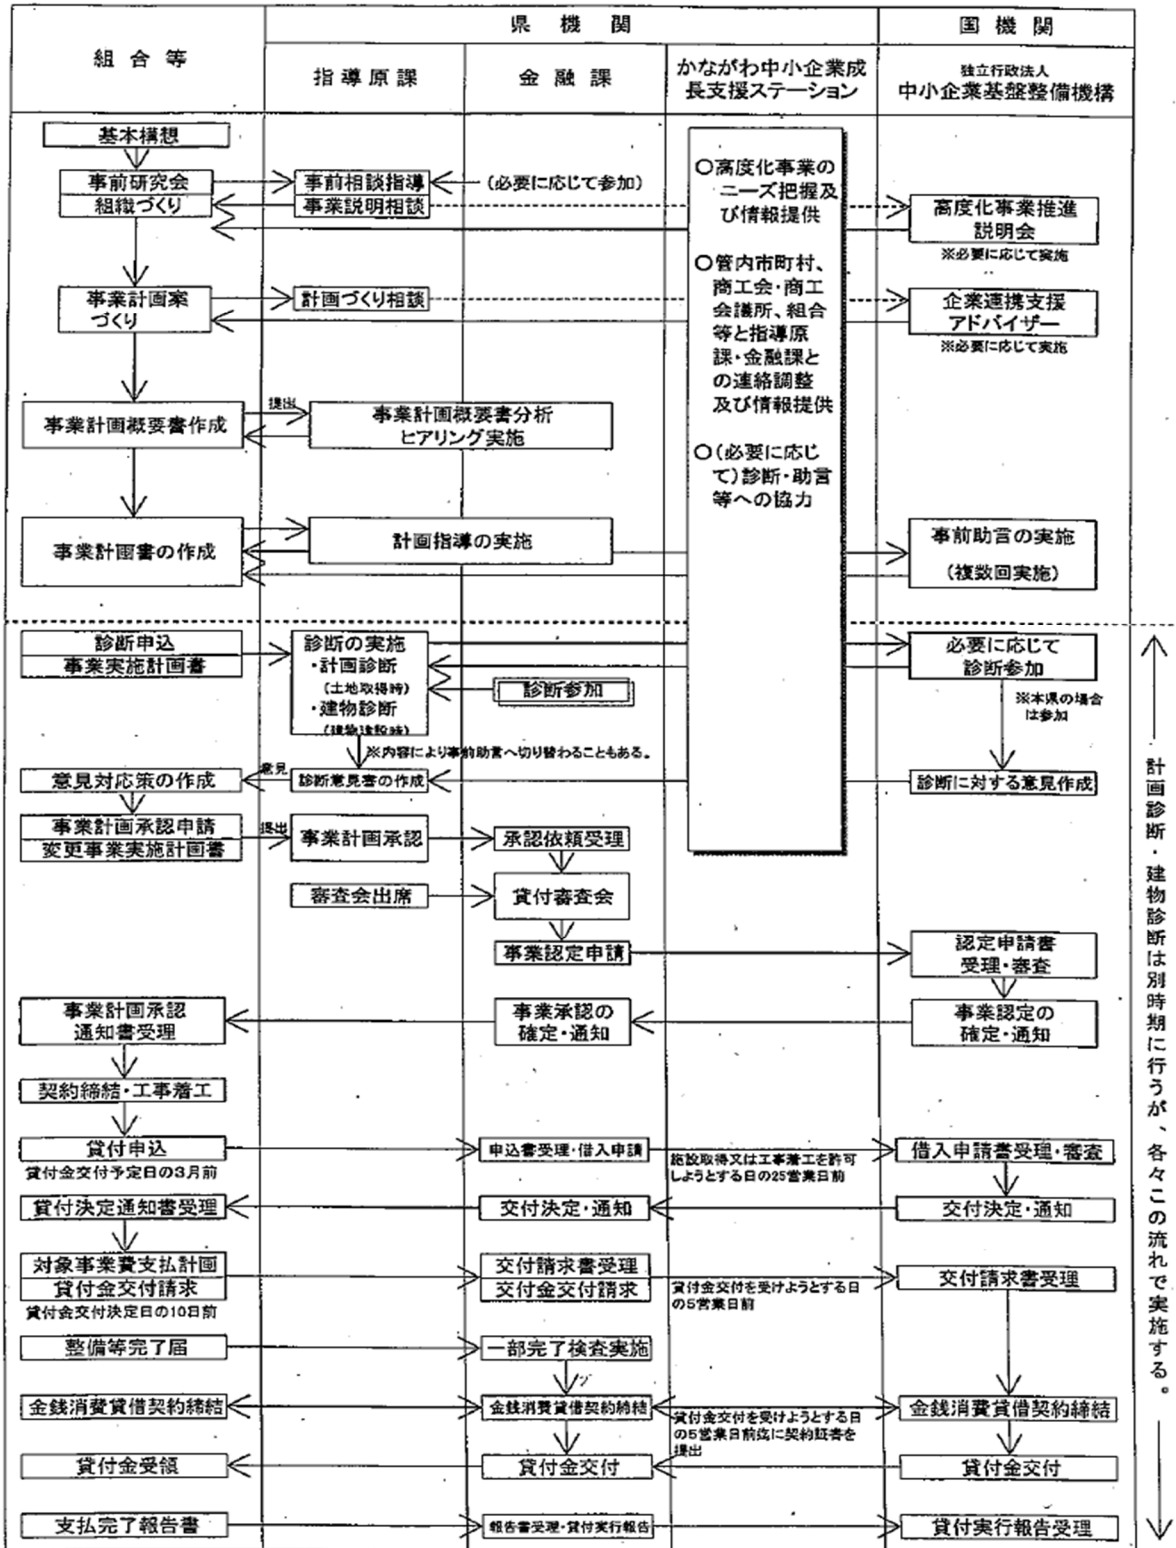 組合等
県機関
国機関
指導原課
金融課
かながわ中小企業成
長支援ステーション
独立行政法人
中小企業基盤整備機構
基本構想
事前研究会
組織づくり
事前相談指導
事業説明相談
(必要に応じて参加)
○高度化事業の
ニーズ把握及
び情報提供
○管内市町村、
商工会・商工
会議所、組合
等と指導原
課・金融課と
の連絡調整
及び情報提供
○(必要に応じ
て)診断・助言
等への協力
高度化事業推進
説明会
※必要に応じて実施
事業計画案
づくり
計画づくり相談
企業連携支援
アドバイザー
※必要に応じて実施
事業計画概要書作成
提出
事業計画概要書分析
ヒアリング実施
事業計画書の作成
計画指導の実施
事前助言の実施
(複数回実施)
診断申込
事業実施計画書
診断の実施
・計画診断
(土地取得時)
・建物診断
(建物建設時)
診断参加
必要に応じて
診断参加
※本県の場合
は参加
※内容により事前助言へ切り替わることもある。
意見対応策の作成
意見
診断意見書の作成
診断に対する意見作成
事業計画承認申請
変更事業実施計画書
提出
事業計画承認
承認依頼受理
審査会出席
貸付審査会
事業認定申請
認定申請書
受理・審査
事業計画承認
通知書受理
事業承認の
確定・通知
事業認定の
確定・通知
契約締結・工事着工
貸付申込
貸付金交付予定日の3月前
申込書受理・借入申請
施設取得又は工事着工を許可
しようとする日の25営業日前
借入申請書受理・審査
貸付決定通知書受理
交付決定・通知
交付決定・通知
対象事業費支払計画
貸付金交付請求
貸付金交付決定日の10日前
交付請求書受理
交付金交付請求
貸付金交付を受けようとする日
の5営業日前
交付請求書受理
整備等完了届
一部完了検査実施
金銭消費貸借契約締結
金銭消費貸借契約締結
貸付金交付を受けようとする日
の5営業日前迄に契約証書を
提出
金銭消費貸借契約締結
貸付金受領
貸付金交付
貸付金交付
支払完了報告書
報告書受理・貸付実行報告
貸付実行報告受理
計画診断・建物診断は別時期に行うが、各々この流れで実施する。